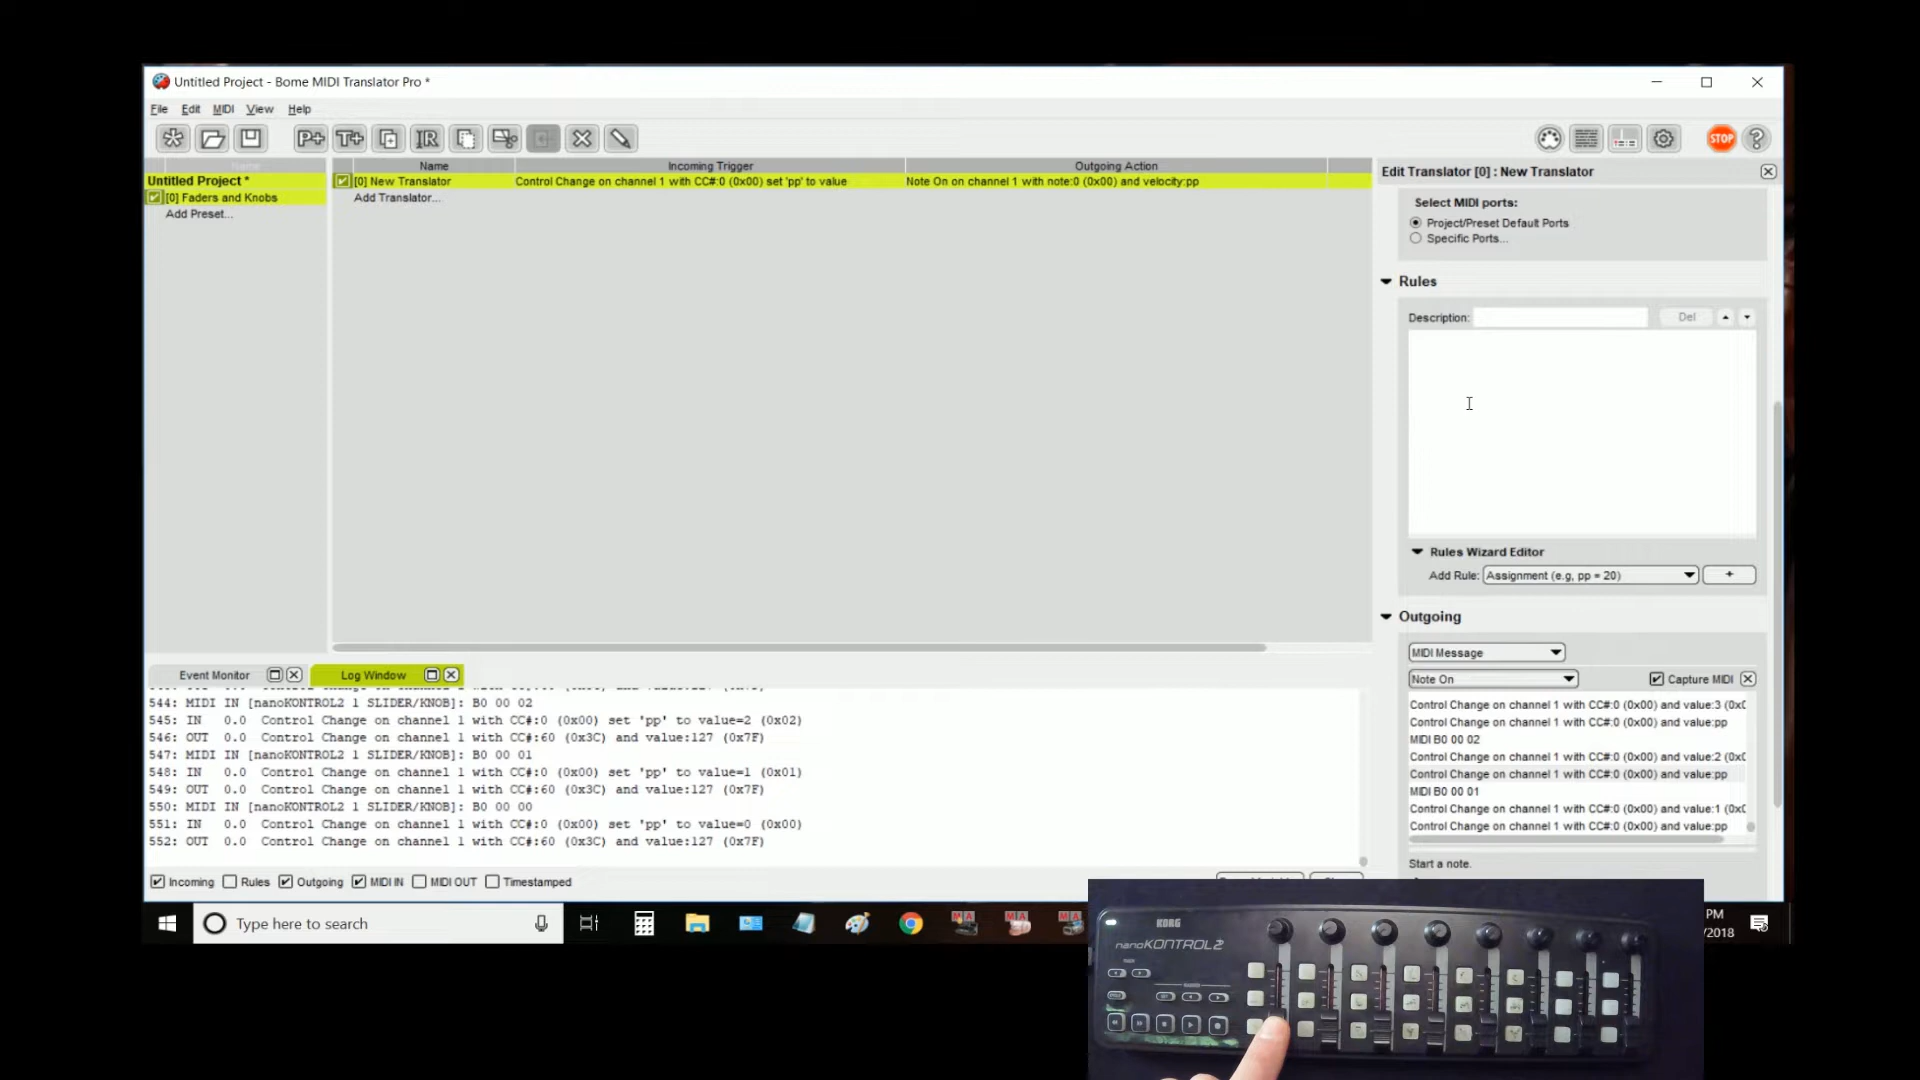 Untitled Project - Bome MIDI Translator Pro *
File Edit MIDI View Help
P+ T+ IR STOP ?
Name
Untitled Project *
[0] Faders and Knobs
Add Preset...
Name Incoming Trigger Outgoing Action
[0] New Translator Control Change on channel 1 with CC#:0 (0x00) set 'pp' to value Note On on channel 1 with note:0 (0x00) and velocity:pp
Add Translator...
Edit Translator [0] : New Translator
Select MIDI ports:
Project/Preset Default Ports
Specific Ports...
Rules
Description: Del
Rules Wizard Editor
Add Rule: Assignment (e.g, pp = 20) +
Outgoing
MIDI Message
Note On Capture MIDI
Control Change on channel 1 with CC#:0 (0x00) and value:3 (0x0
Control Change on channel 1 with CC#:0 (0x00) and value:pp
MIDI B0 00 02
Control Change on channel 1 with CC#:0 (0x00) and value:2 (0x0
Control Change on channel 1 with CC#:0 (0x00) and value:pp
MIDI B0 00 01
Control Change on channel 1 with CC#:0 (0x00) and value:1 (0x0
Control Change on channel 1 with CC#:0 (0x00) and value:pp
Start a note.
Event Monitor Log Window
544: MIDI IN [nanoKONTROL2 1 SLIDER/KNOB]: B0 00 02
545: IN 0.0 Control Change on channel 1 with CC#:0 (0x00) set 'pp' to value=2 (0x02)
546: OUT 0.0 Control Change on channel 1 with CC#:60 (0x3C) and value:127 (0x7F)
547: MIDI IN [nanoKONTROL2 1 SLIDER/KNOB]: B0 00 01
548: IN 0.0 Control Change on channel 1 with CC#:0 (0x00) set 'pp' to value=1 (0x01)
549: OUT 0.0 Control Change on channel 1 with CC#:60 (0x3C) and value:127 (0x7F)
550: MIDI IN [nanoKONTROL2 1 SLIDER/KNOB]: B0 00 00
551: IN 0.0 Control Change on channel 1 with CC#:0 (0x00) set 'pp' to value=0 (0x00)
552: OUT 0.0 Control Change on channel 1 with CC#:60 (0x3C) and value:127 (0x7F)
Incoming Rules Outgoing MIDI IN MIDI OUT Timestamped
Type here to search
PM
/2018
KORG
nanoKONTROL2